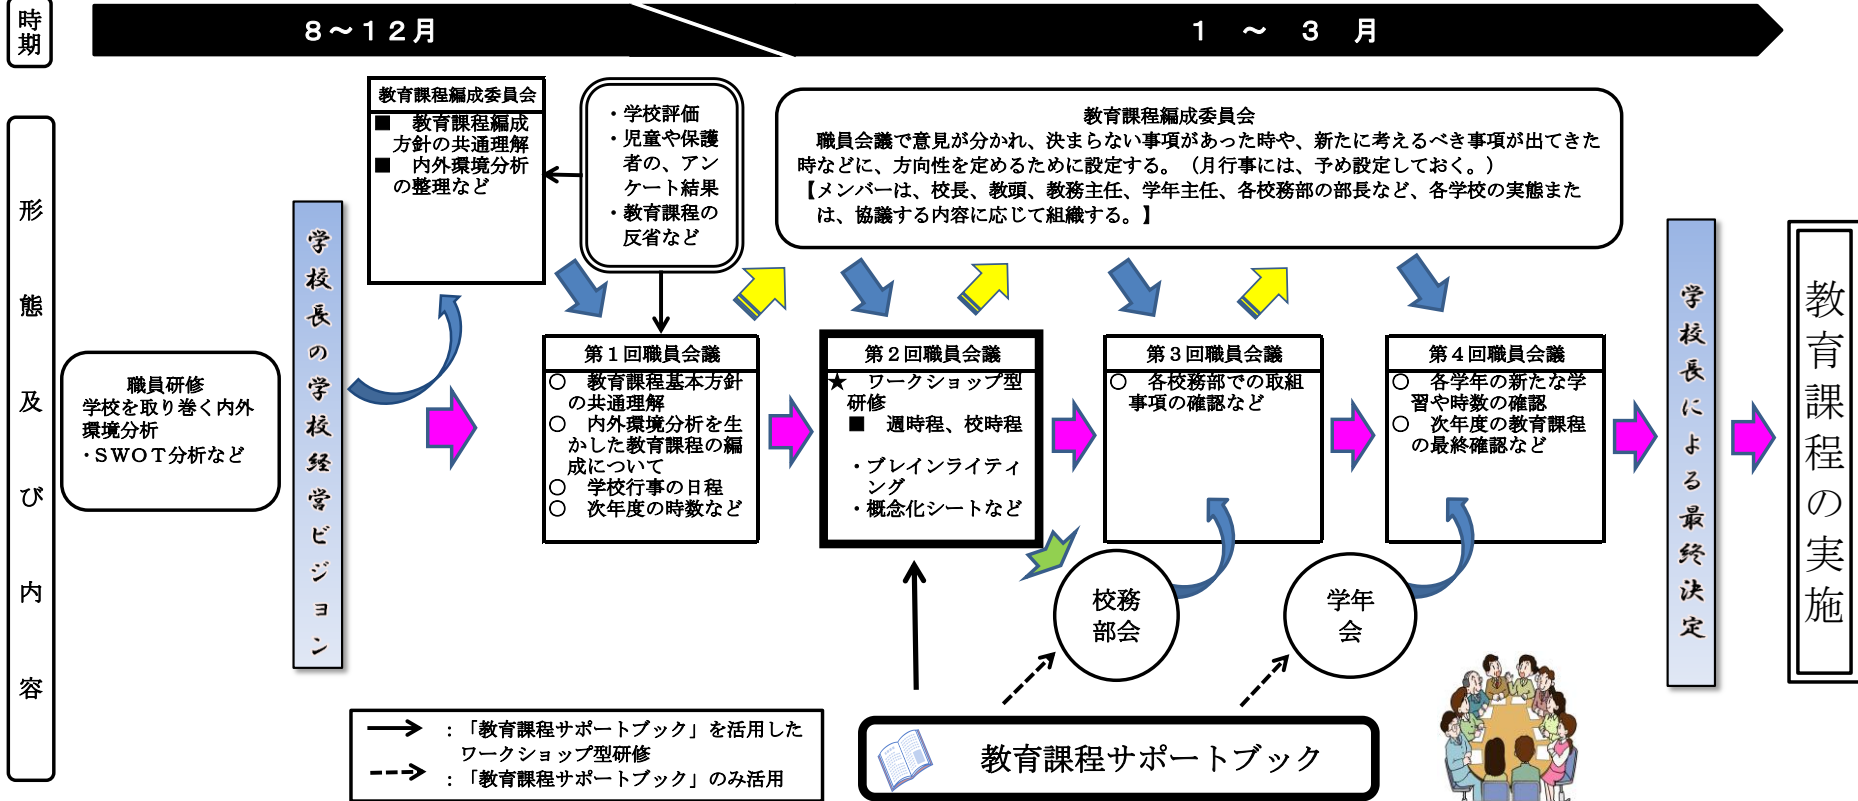 時期
８～１２月
１　～　３　月
形態及び内容
職員研修
学校を取り巻く内外
環境分析
・ＳＷＯＴ分析など
学校長の学校経営ビジョン
教育課程編成委員会
■　教育課程編成
方針の共通理解
■　内外環境分析
の整理など
・学校評価
・児童や保護
者の、アン
ケート結果
・教育課程の
反省など
教育課程編成委員会
職員会議で意見が分かれ、決まらない事項があった時や、新たに考えるべき事項が出てきた
時などに、方向性を定めるために設定する。（月行事には、予め設定しておく。）
【メンバーは、校長、教頭、教務主任、学年主任、各校務部の部長など、各学校の実態また
は、協議する内容に応じて組織する。】
第１回職員会議
○　教育課程基本方針
の共通理解
○　内外環境分析を生
かした教育課程の編
成について
○　学校行事の日程
○　次年度の時数など
第２回職員会議
★　ワークショップ型
研修
■　週時程、校時程
・ブレインライティ
ング
・概念化シートなど
第３回職員会議
○　各校務部での取組
事項の確認など
第４回職員会議
○　各学年の新たな学
習や時数の確認
○　次年度の教育課程
の最終確認など
校務
部会
学年
会
学校長による最終決定
教育課程の実施
：「教育課程サポートブック」を活用した
ワークショップ型研修
：「教育課程サポートブック」のみ活用
教育課程サポートブック